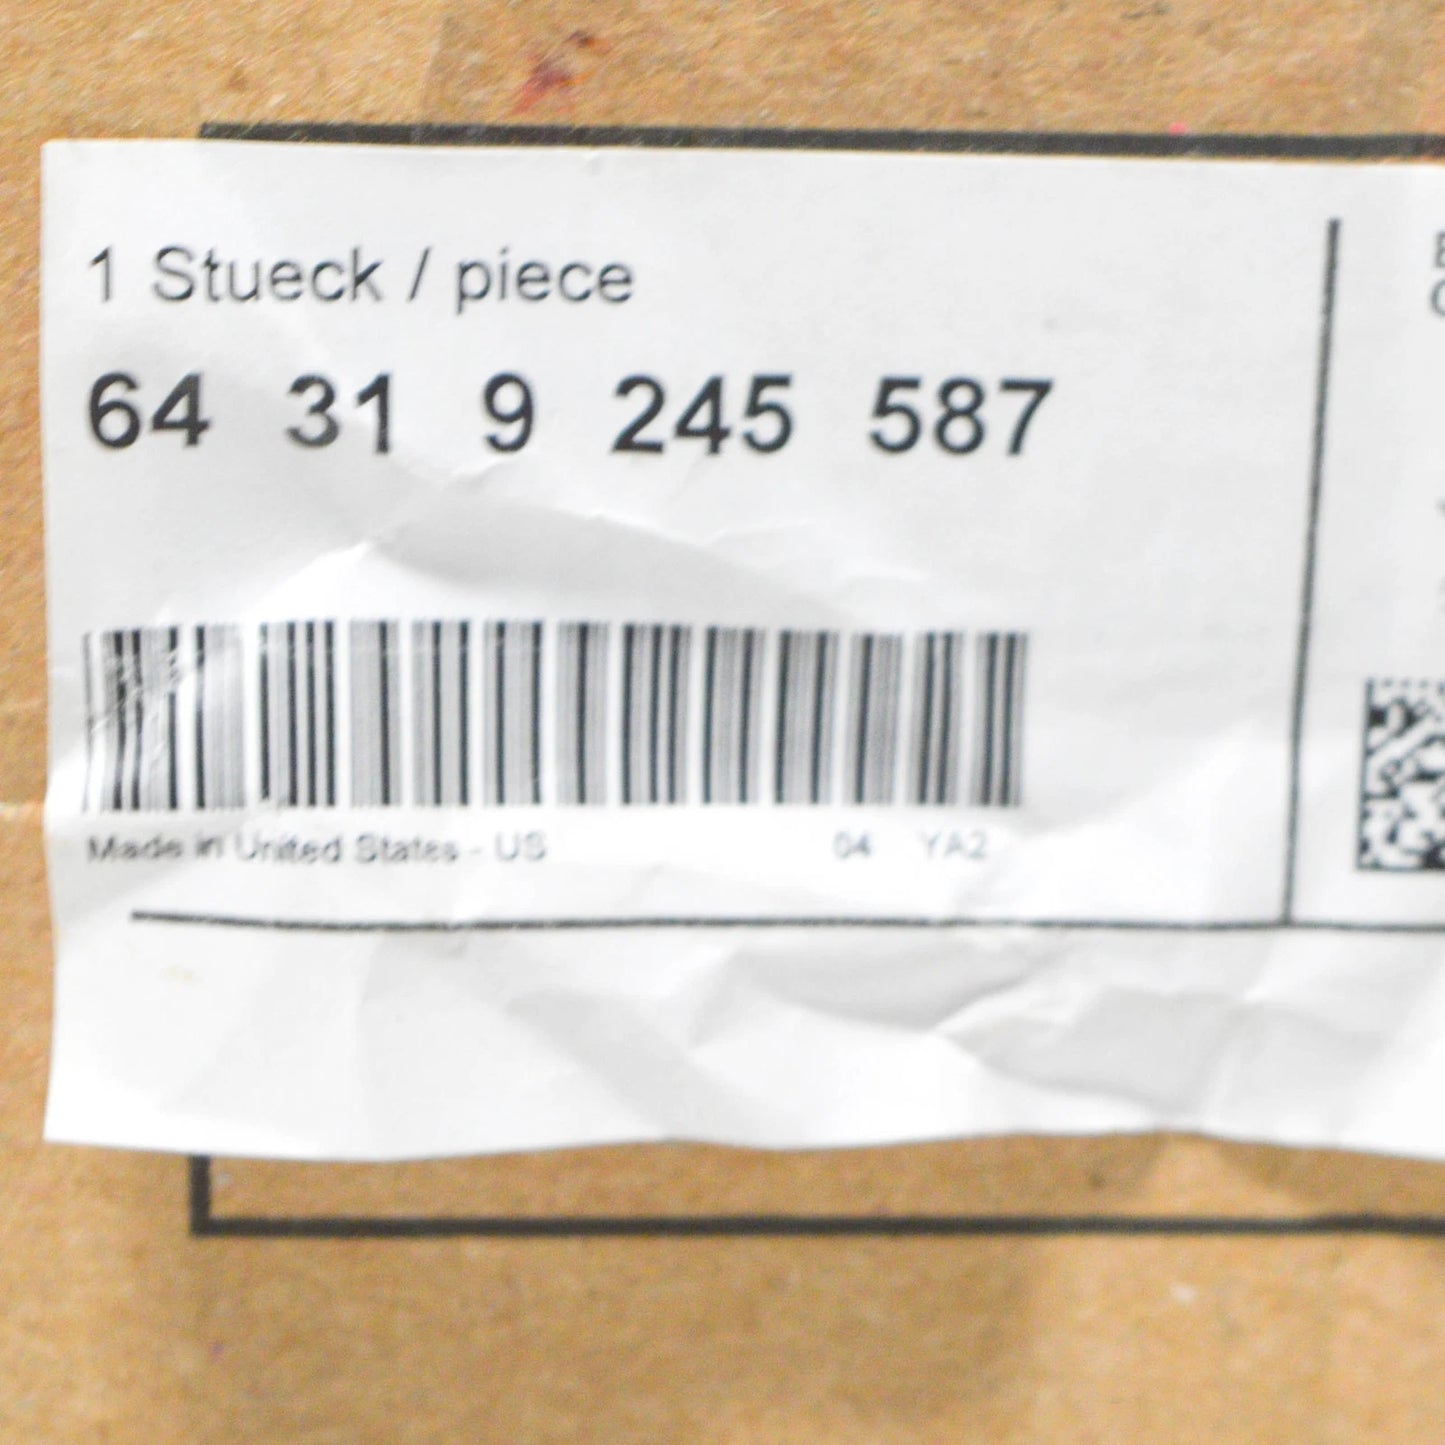 1 Stueck / piece
64 31 9 245 587
Made in United States - US 04 YA2